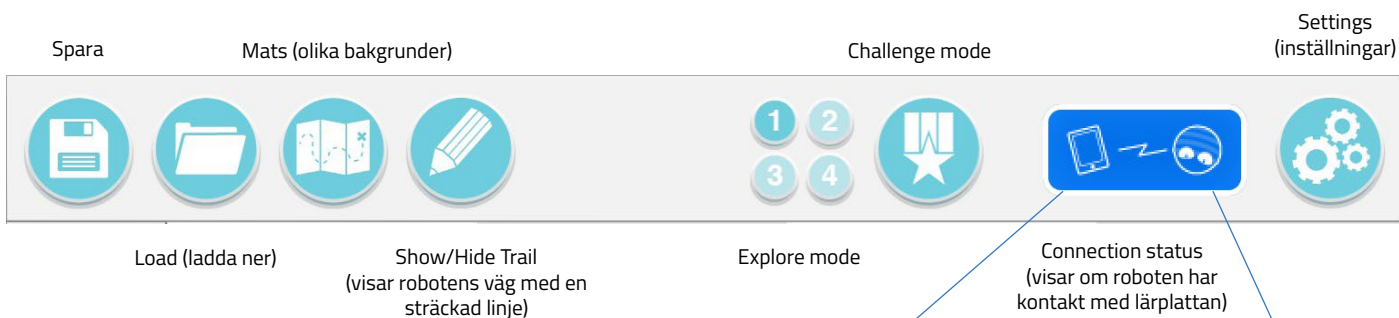 Settings
(inställningar)
Spara
Mats (olika bakgrunder)
Challenge mode
1
2
3
4
Load (ladda ner)
Show/Hide Trail
(visar robotens väg med en
sträckad linje)
Explore mode
Connection status
(visar om roboten har
kontakt med lärplattan)